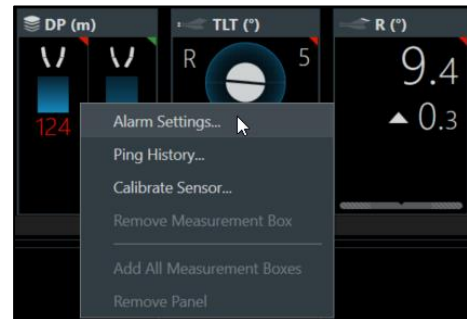 DP (m)
TLT (°)
R (°)
R
5
9.4
0.3
124
Alarm Settings...
Ping History...
Calibrate Sensor...
Remove Measurement Box
Add All Measurement Boxes
Remove Panel